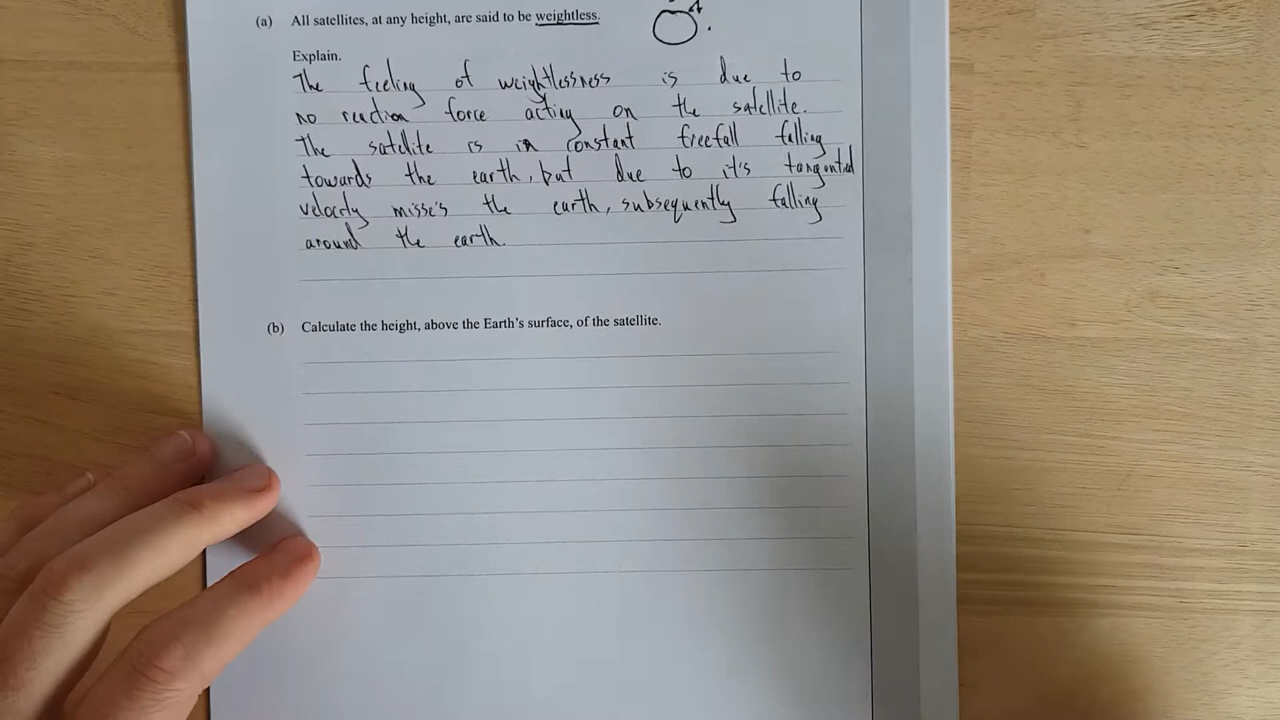 (a) All satellites, at any height, are said to be weightless.
Explain.
The feeling of weightlessness is due to
no reaction force acting on the satellite.
The satellite is in constant freefall falling
towards the earth, but due to it's tangential
velocity misse's the earth, subsequently falling
around the earth.
(b) Calculate the height, above the Earth's surface, of the satellite.